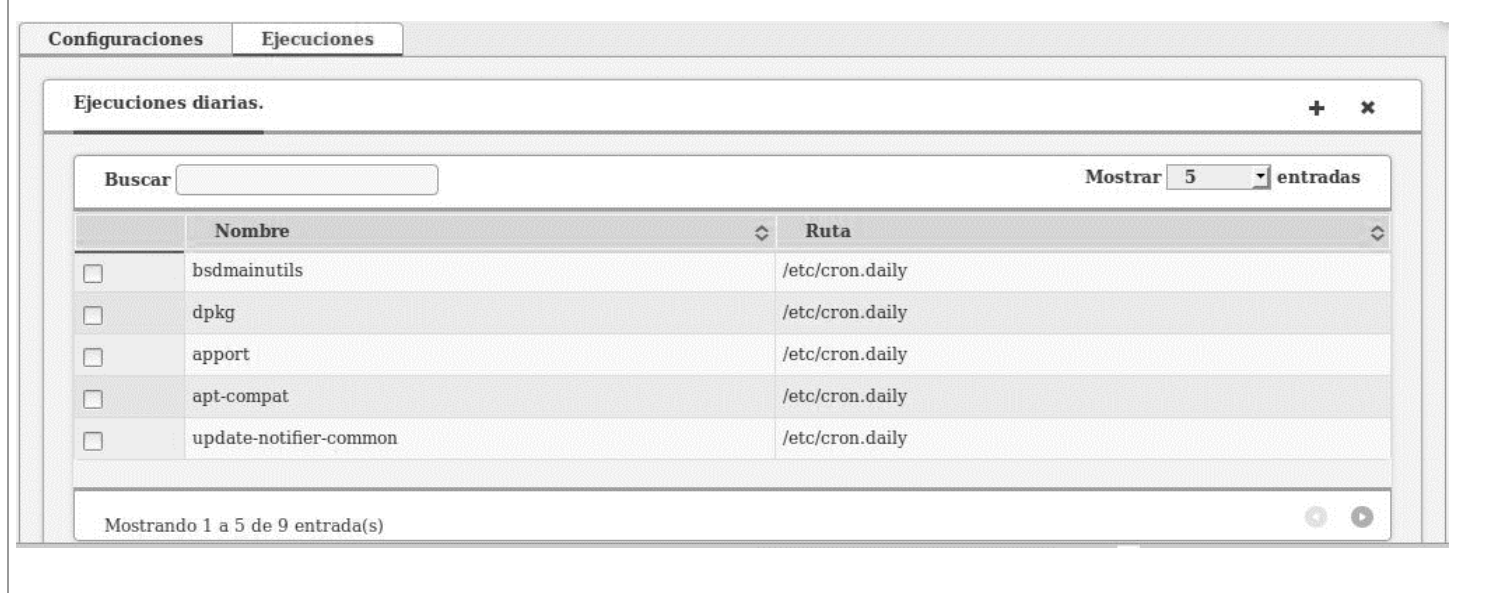 Configuraciones Ejecuciones
Ejecuciones diarias.
Buscar Mostrar 5 entradas
Nombre Ruta
bsdmainutils /etc/cron.daily
dpkg /etc/cron.daily
apport /etc/cron.daily
apt-compat /etc/cron.daily
update-notifier-common /etc/cron.daily
Mostrando 1 a 5 de 9 entrada(s)